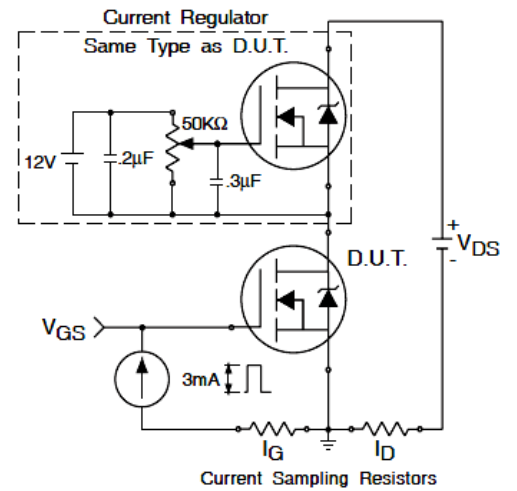 Current Regulator
Same Type as D.U.T.
50KΩ
12V
.2μF
.3μF
+
VDS
-
D.U.T.
VGS
3mA
IG
ID
Current Sampling Resistors